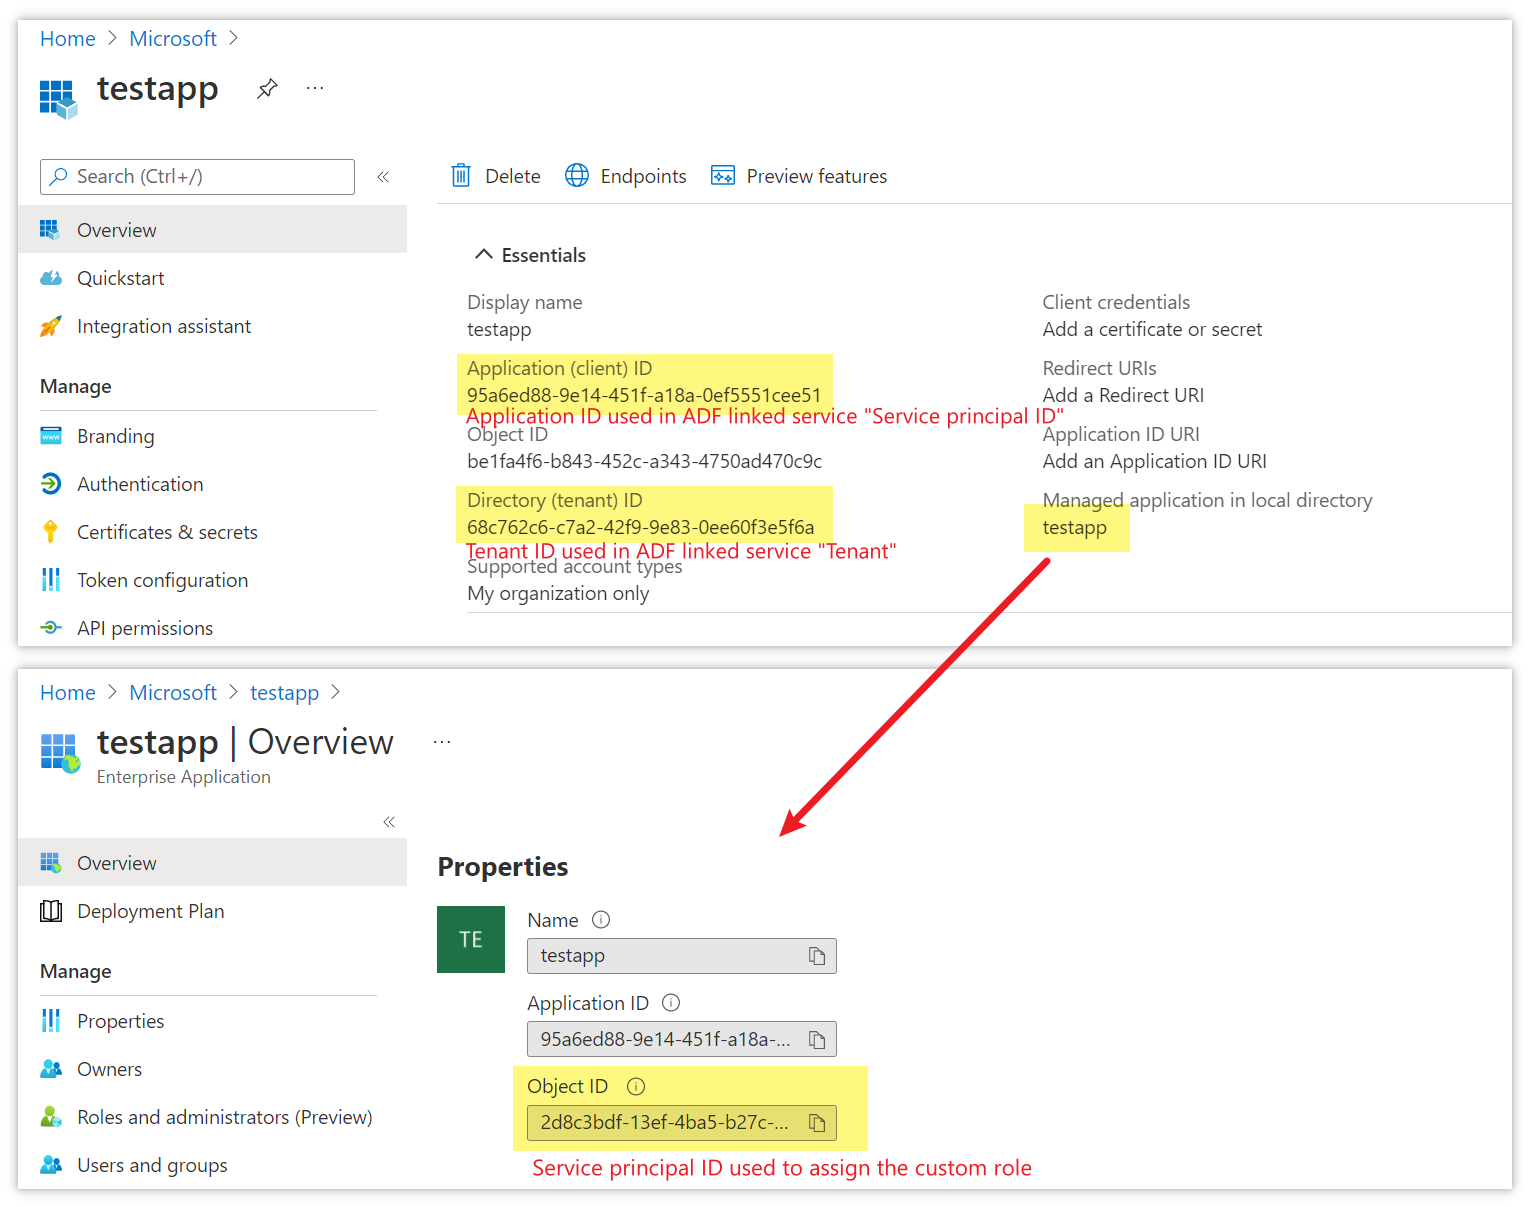 Home > Microsoft >
testapp ...
Search (Ctrl+/) «
Overview
Quickstart
Integration assistant
Manage
Branding
Authentication
Certificates & secrets
Token configuration
API permissions
Delete Endpoints Preview features
Essentials
Display name
testapp
Application (client) ID
95a6ed88-9e14-451f-a18a-0ef5551cee51
Application ID used in ADF linked service "Service principal ID"
Object ID
be1fa4f6-b843-452c-a343-4750ad470c9c
Directory (tenant) ID
68c762c6-c7a2-42f9-9e83-0ee60f3e5f6a
Tenant ID used in ADF linked service "Tenant"
Supported account types
My organization only
Client credentials
Add a certificate or secret
Redirect URIs
Add a Redirect URI
Application ID URI
Add an Application ID URI
Managed application in local directory
testapp
Home > Microsoft > testapp >
testapp | Overview ...
Enterprise Application
«
Overview
Deployment Plan
Manage
Properties
Owners
Roles and administrators (Preview)
Users and groups
Properties
TE
Name
testapp
Application ID
95a6ed88-9e14-451f-a18a-...
Object ID
2d8c3bdf-13ef-4ba5-b27c-...
Service principal ID used to assign the custom role